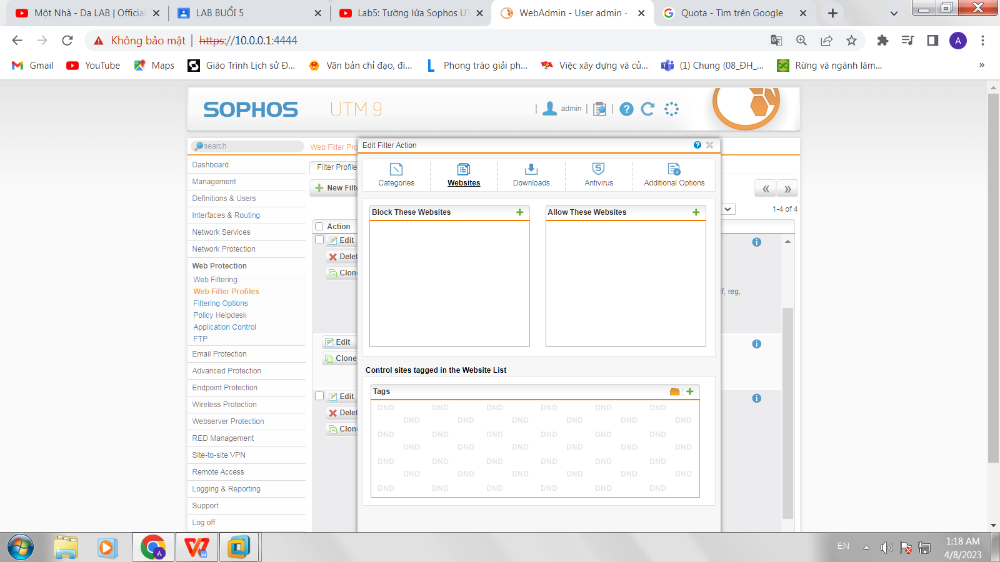 Một Nhà - Da LAB | Official
LAB BUỔI 5
Lab5: Tường lửa Sophos UT
WebAdmin - User admin -
Quota - Tìm trên Google
Không bảo mật | https://10.0.0.1:4444
A
Gmail
YouTube
Maps
Giáo Trình Lịch sử Đ...
Văn bản chỉ đạo, đi...
Phong trào giải ph...
Việc xây dựng và củ...
(1) Chung (08_ĐH_...
Rừng và ngành lâm...
»
SOPHOS
UTM 9
| admin | |
search
Dashboard
Management
Definitions & Users
Interfaces & Routing
Network Services
Network Protection
Web Protection
Web Filtering
Web Filter Profiles
Filtering Options
Policy Helpdesk
Application Control
FTP
Email Protection
Advanced Protection
Endpoint Protection
Wireless Protection
Webserver Protection
RED Management
Site-to-site VPN
Remote Access
Logging & Reporting
Support
Log off
Web Filter Pro
Filter Profile
New Filte
« »
1-4 of 4
Action
Edit
Delet
Clone
if, reg,
Edit
Clone
Edit
Delet
Clone
Edit Filter Action
Categories
Websites
Downloads
Antivirus
Additional Options
Block These Websites
Allow These Websites
Control sites tagged in the Website List
Tags
DND DND DND DND DND DND
DND DND DND DND DND DND
DND DND DND DND DND DND
DND DND DND DND DND DND
DND DND DND DND DND DND
DND DND DND DND DND DND
DND DND DND DND DND DND
EN
1:18 AM
4/8/2023